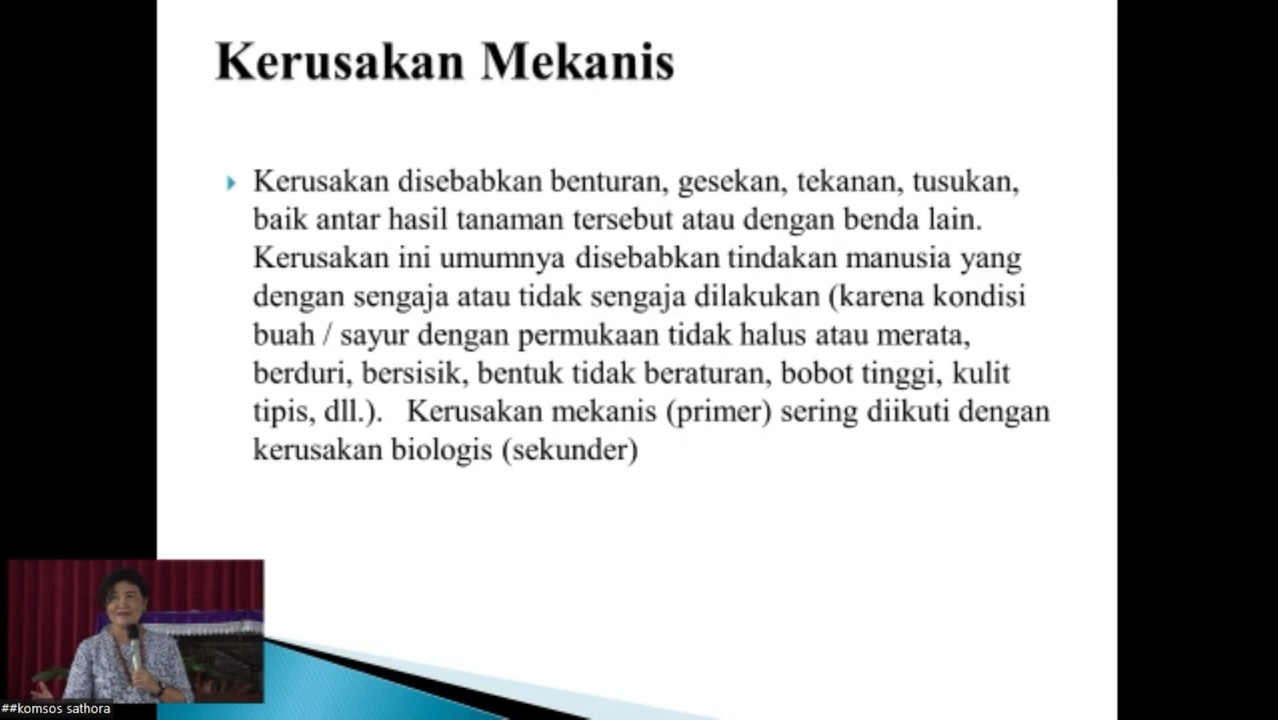 Kerusakan Mekanis
Kerusakan disebabkan benturan, gesekan, tekanan, tusukan,
baik antar hasil tanaman tersebut atau dengan benda lain.
Kerusakan ini umumnya disebabkan tindakan manusia yang
dengan sengaja atau tidak sengaja dilakukan (karena kondisi
buah / sayur dengan permukaan tidak halus atau merata,
berduri, bersisik, bentuk tidak beraturan, bobot tinggi, kulit
tipis, dll.). Kerusakan mekanis (primer) sering diikuti dengan
kerusakan biologis (sekunder)
##komsos sathora